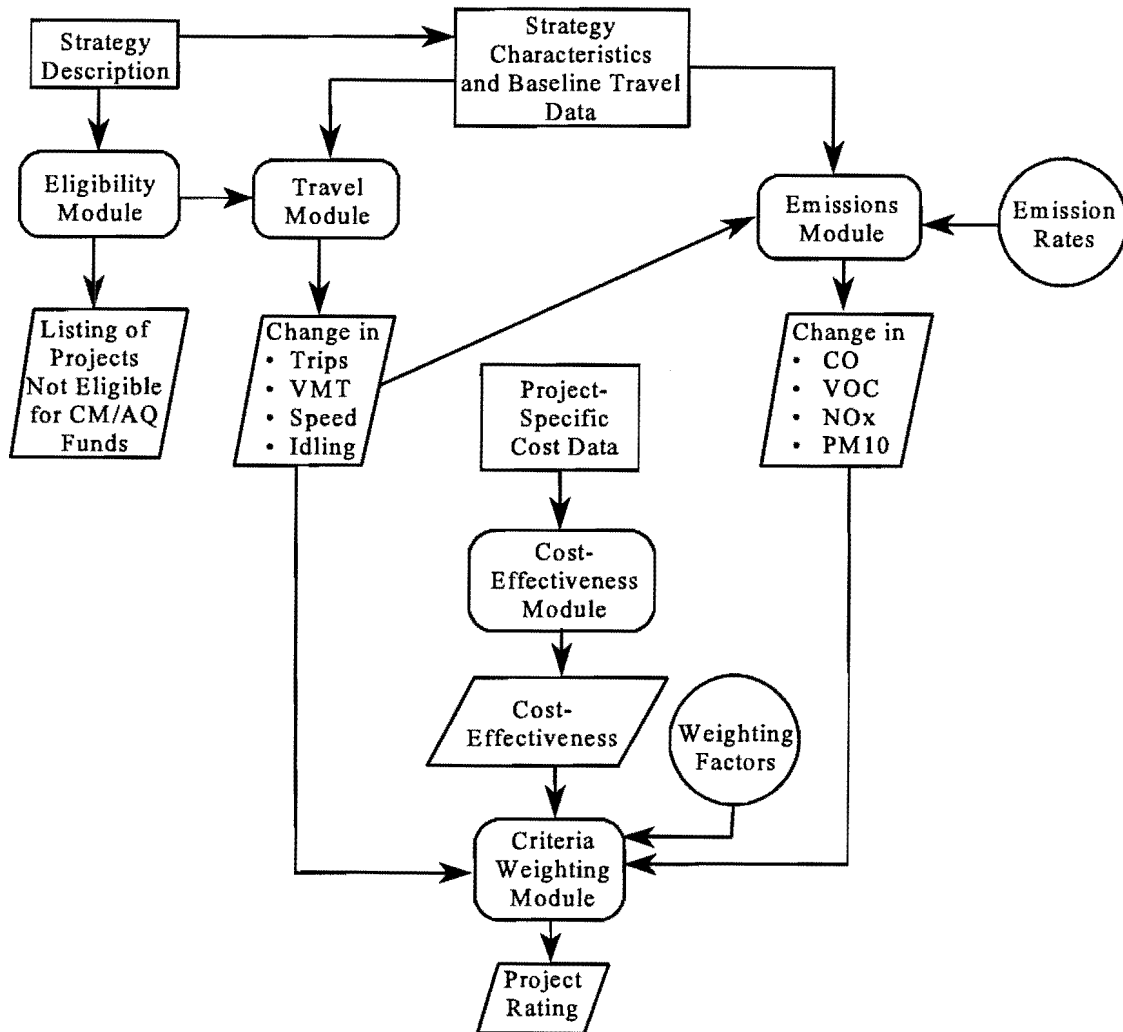 Strategy
Description
Strategy
Characteristics
and Baseline Travel
Data
Eligibility
Module
Travel
Module
Emissions
Module
Emission
Rates
Listing of
Projects
Not Eligible
for CM/AQ
Funds
Change in
• Trips
• VMT
• Speed
• Idling
Project-
Specific
Cost Data
Change in
• CO
• VOC
• NOx
• PM10
Cost-
Effectiveness
Module
Cost-
Effectiveness
Weighting
Factors
Criteria
Weighting
Module
Project
Rating